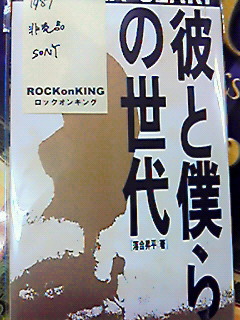 1987
非売品
SONY
ROCKonKING
ロックオンキング
彼と僕らの世代
[落合昇平 著]